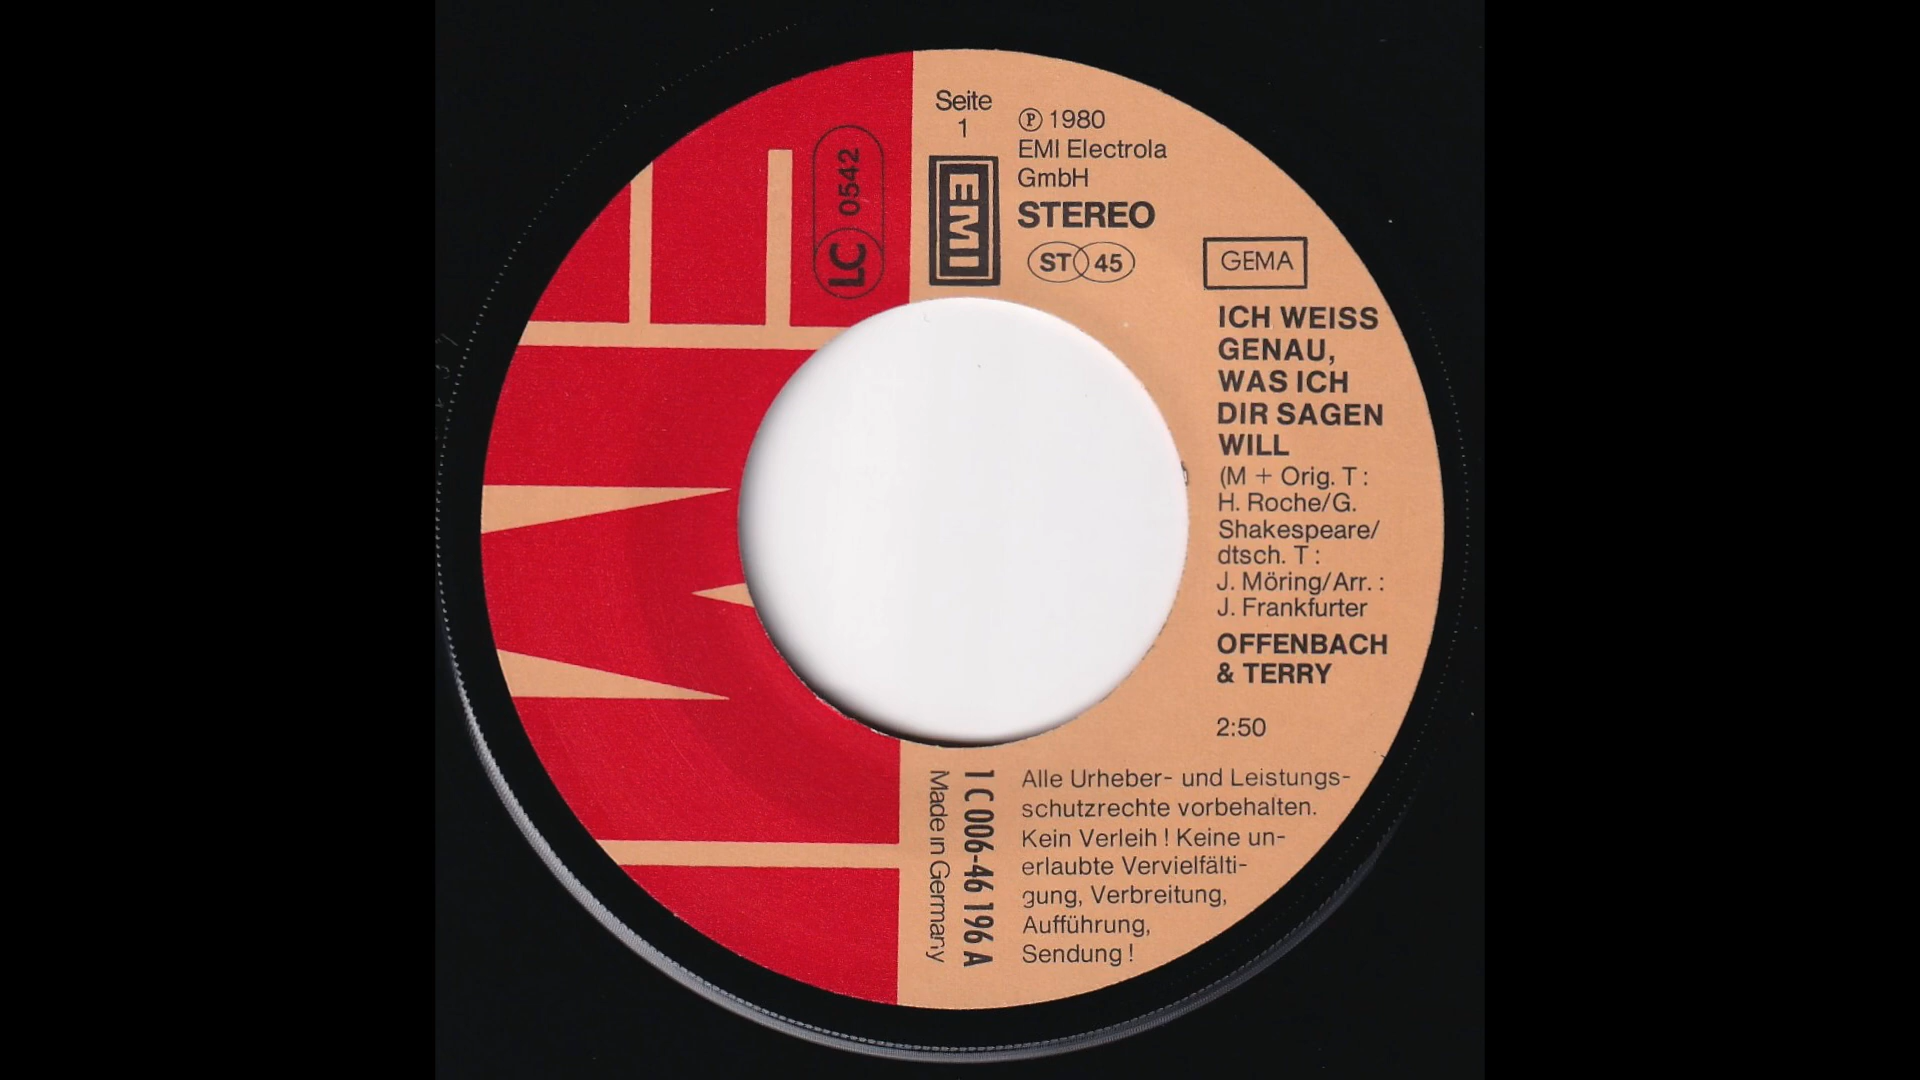 Seite
1
℗ 1980
EMI Electrola
GmbH
STEREO
ST 45
EMI
LC 0542
GEMA
ICH WEISS
GENAU,
WAS ICH
DIR SAGEN
WILL
(M + Orig. T :
H. Roche/G.
Shakespeare/
dtsch. T :
J. Möring/Arr. :
J. Frankfurter
OFFENBACH
& TERRY
2:50
1 C 006-46 196 A
Made in Germany
Alle Urheber- und Leistungs-
schutzrechte vorbehalten.
Kein Verleih ! Keine un-
erlaubte Vervielfälti-
gung, Verbreitung,
Aufführung,
Sendung !